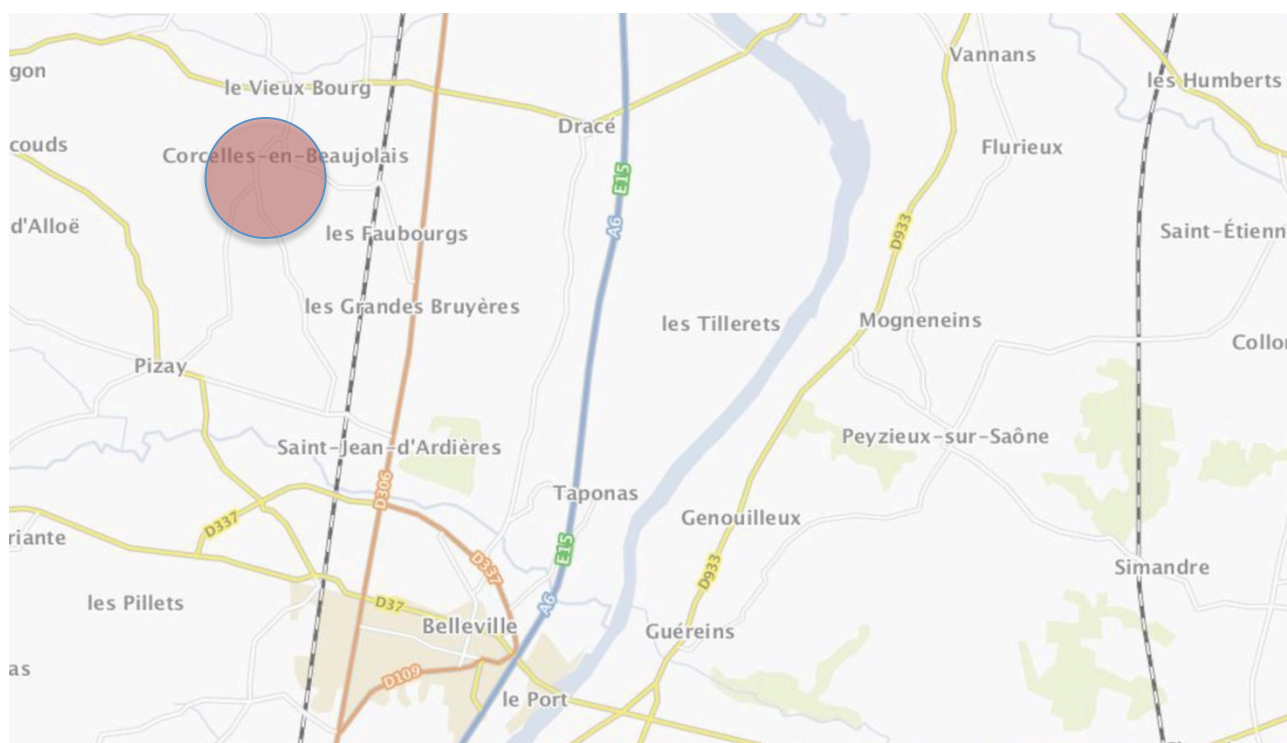 Vannans
gon
les Humberts
le Vieux Bourg
Dracé
couds
Flurieux
Corcelles-en-Beaujolais
E15
d'Alloë
A6
D933
Saint-Étienn
les Faubourgs
les Grandes Bruyères
les Tillerets
Mogneneins
Collo
Pizay
Peyzieux-sur-Saône
Saint-Jean-d'Ardières
D306
Taponas
Genouilleux
D337
riante
E15
D337
D933
Simandre
les Pillets
D37
A6
Belleville
Guéreins
as
D109
le Port